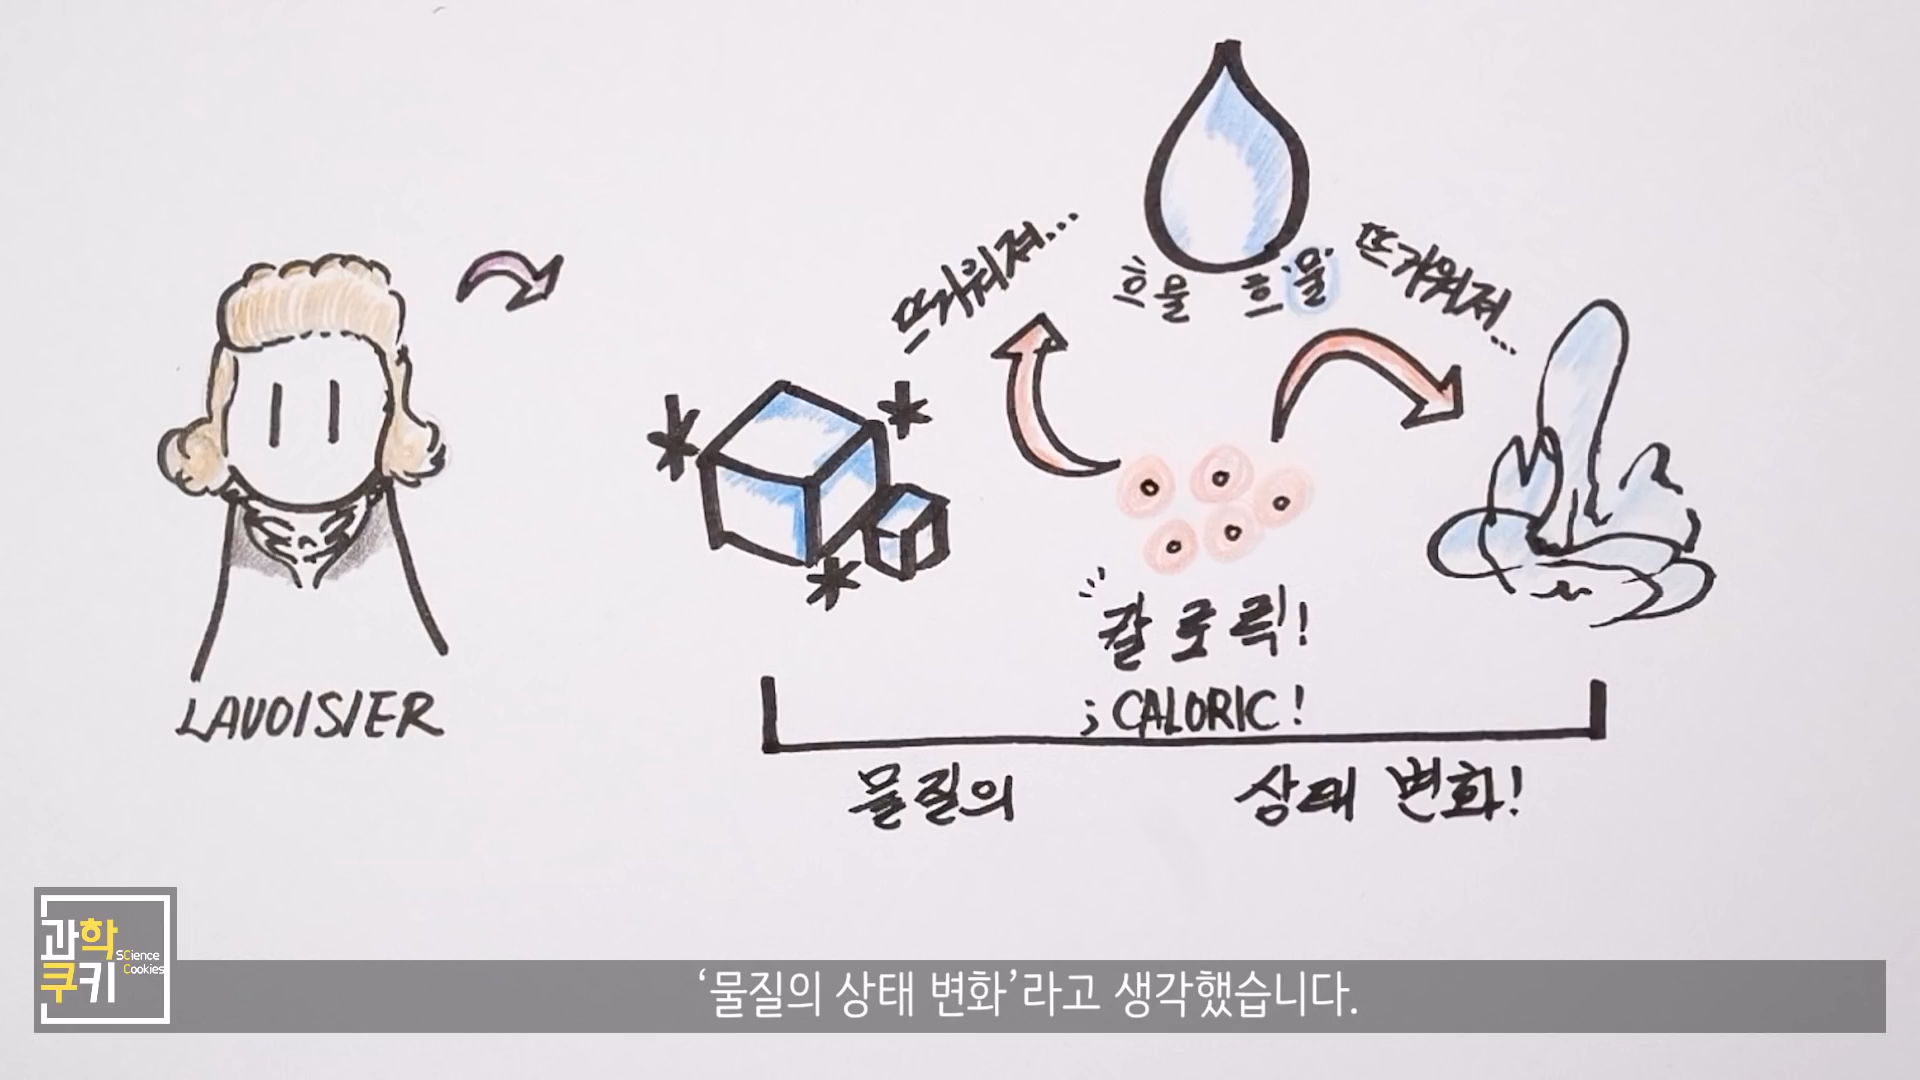 뜨거워져...
흐물 흐물
뜨거워져...
칼로릭!
; CALORIC!
LAVOISIER
물질의 상태 변화!
과학
쿠키
SCience
Cookies
‘물질의 상태 변화’라고 생각했습니다.